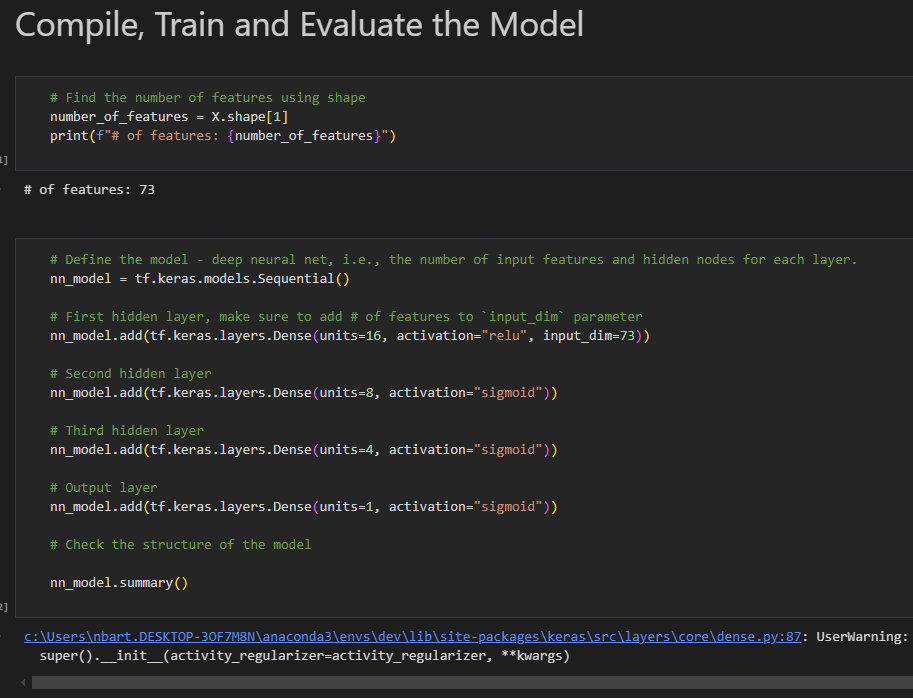 Compile, Train and Evaluate the Model
# Find the number of features using shape
number_of_features = X.shape[1]
print(f"# of features: {number_of_features}")
1]
# of features: 73
# Define the model - deep neural net, i.e., the number of input features and hidden nodes for each layer.
nn_model = tf.keras.models.Sequential()
# First hidden layer, make sure to add # of features to `input_dim` parameter
nn_model.add(tf.keras.layers.Dense(units=16, activation="relu", input_dim=73))
# Second hidden layer
nn_model.add(tf.keras.layers.Dense(units=8, activation="sigmoid"))
# Third hidden layer
nn_model.add(tf.keras.layers.Dense(units=4, activation="sigmoid"))
# Output layer
nn_model.add(tf.keras.layers.Dense(units=1, activation="sigmoid"))
# Check the structure of the model
nn_model.summary()
2]
c:\Users\nbart.DESKTOP-3OF7M8N\anaconda3\envs\dev\lib\site-packages\keras\src\layers\core\dense.py:87: UserWarning:
super().__init__(activity_regularizer=activity_regularizer, **kwargs)